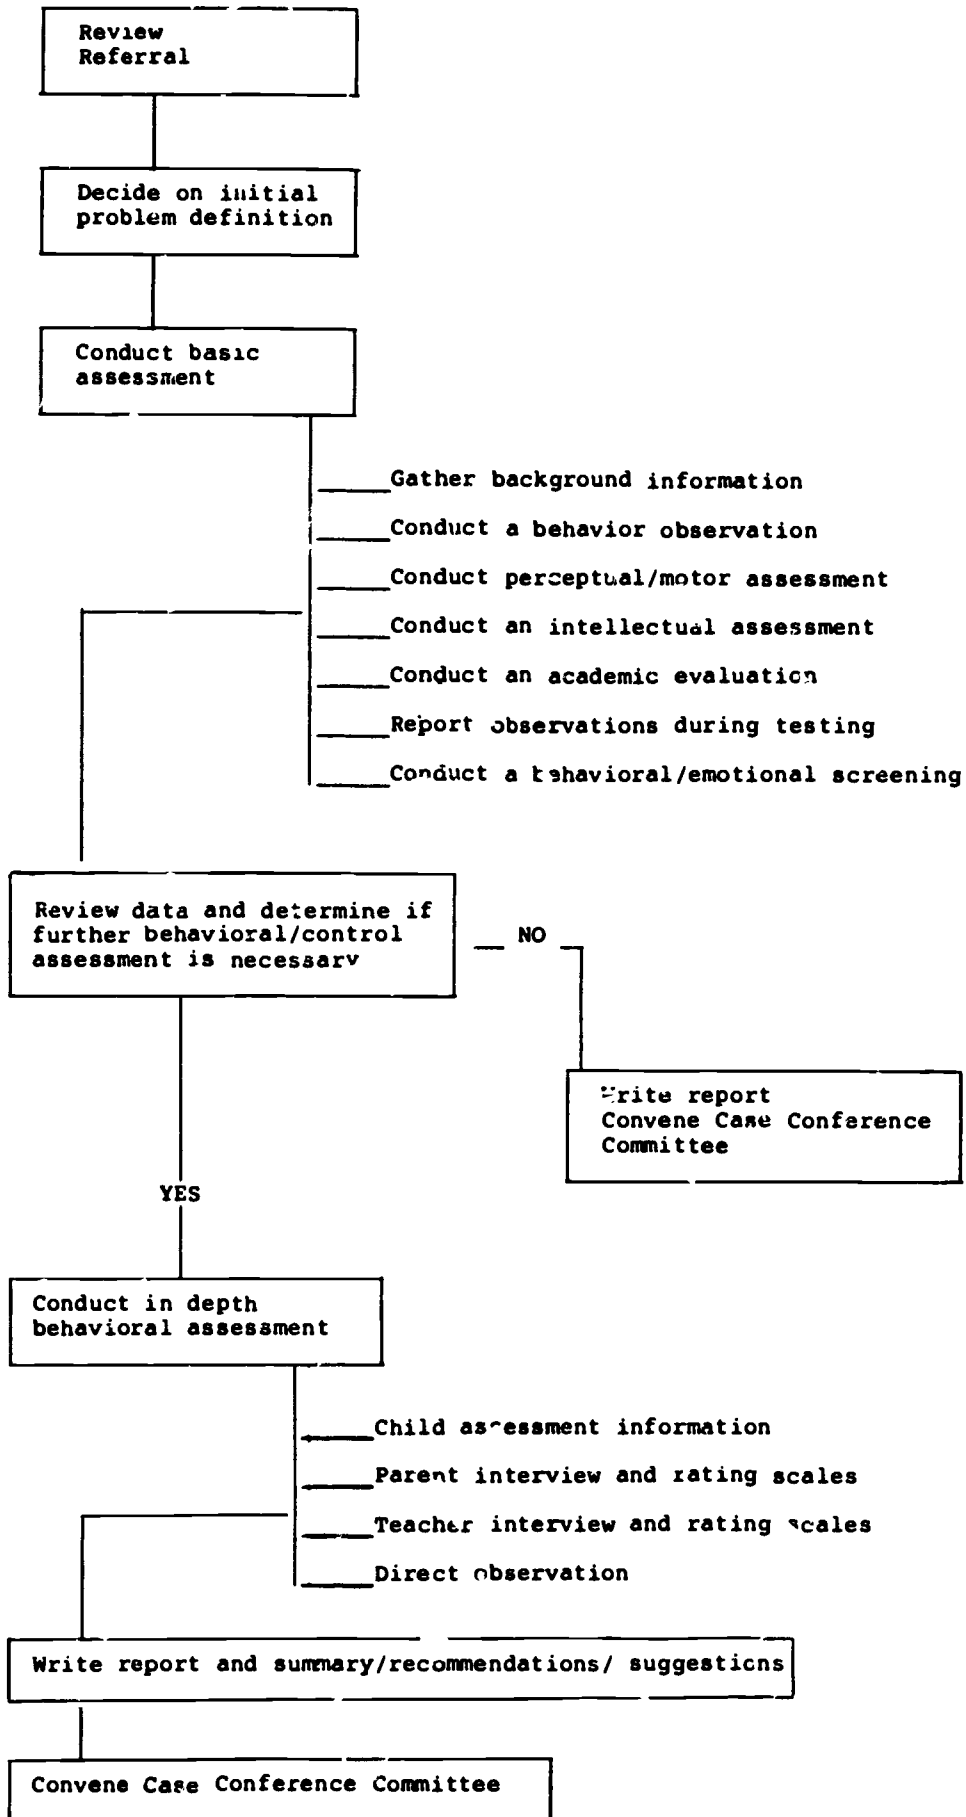 Review
Referral
Decide on initial
problem definition
Conduct basic
assessment
Gather background information
Conduct a behavior observation
Conduct perceptual/motor assessment
Conduct an intellectual assessment
Conduct an academic evaluation
Report observations during testing
Conduct a behavioral/emotional screening
Review data and determine if
further behavioral/control
assessment is necessary
NO
Write report
Convene Case Conference
Committee
YES
Conduct in depth
behavioral assessment
Child assessment information
Parent interview and rating scales
Teacher interview and rating scales
Direct observation
Write report and summary/recommendations/ suggestions
Convene Case Conference Committee